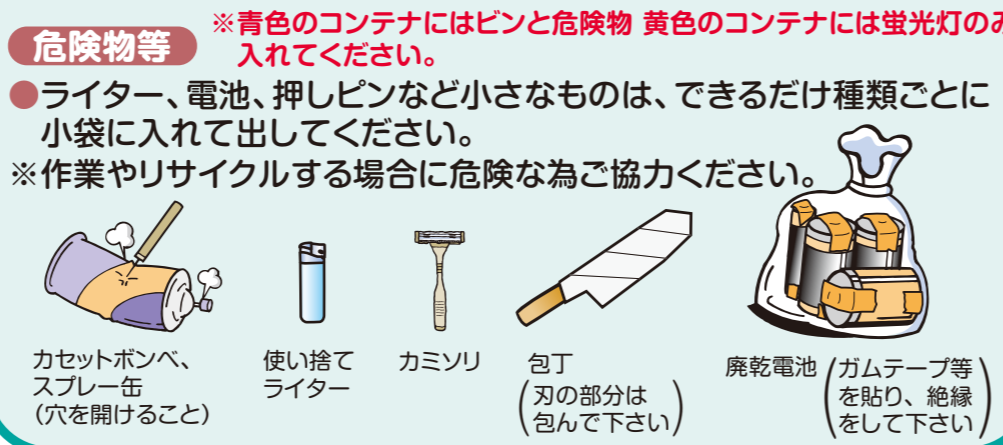 危険物等
※青色のコンテナにはビンと危険物 黄色のコンテナには蛍光灯のみ
入れてください。
●ライター、電池、押しピンなど小さなものは、できるだけ種類ごとに
小袋に入れて出してください。
※作業やリサイクルする場合に危険な為ご協力ください。
カセットボンベ、
スプレー缶
（穴を開けること）
使い捨て
ライター
カミソリ
包丁
（刃の部分は
包んで下さい）
廃乾電池
（ガムテープ等
を貼り、絶縁
をして下さい）